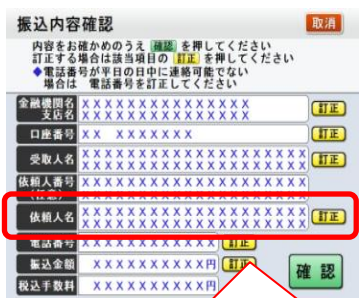 振込内容確認 取消
内容をお確かめのうえ 確認 を押してください
訂正する場合は該当項目の 訂正 を押してください
◆電話番号が平日の日中に連絡可能でない
場合は 電話番号を訂正してください
金融機関名 XXXXXXXXXXXXXXX 訂正
支店名 XXXXXXXXXXXXXXX
口座番号 XX XXXXXXX 訂正
受取人名 XXXXXXXXXXXXXXXXXXXX 訂正
XXXXXXXXXXXXXXXXXXXX
依頼人番号 XXXXXXXXXXXXXXXXXXXX
依頼人名 XXXXXXXXXXXXXXXXXXXX 訂正
XXXXXXXXXXXXXXXXXXXX
電話番号 XXXXXXXXXXXX 訂正
振込金額 XXXXXXXXXX円 訂正
税込手数料 XXXXXXXXXX円
確認